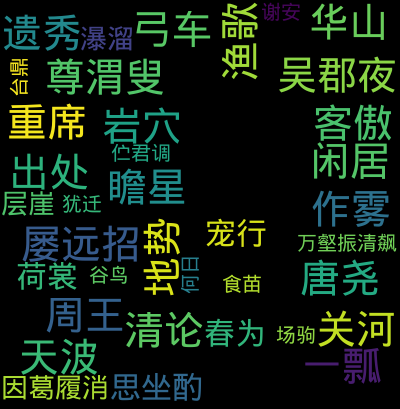 遗秀
瀑溜
弓车
渔歌
谢安
华山
台鼎
尊渭叟
吴郡夜
重席
岩穴
客傲
伫君调
闲居
出处
瞻星
层崖
犹迁
作雾
屡远招
地势
宠行
万壑振清飙
荷裳
谷鸟
何日
食苗
唐尧
周王
清论
春为
场驹
关河
天波
一瓢
因葛履消
思坐酌